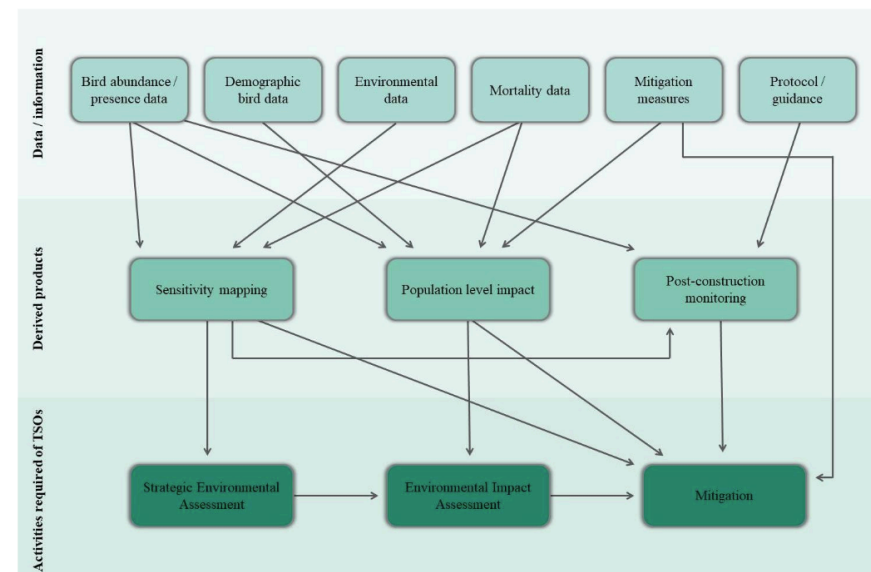 Data / information
Bird abundance /
presence data
Demographic
bird data
Environmental
data
Mortality data
Mitigation
measures
Protocol /
guidance
Derived products
Sensitivity mapping
Population level impact
Post-construction
monitoring
Activities required of TSOs
Strategic Environmental
Assessment
Environmental Impact
Assessment
Mitigation